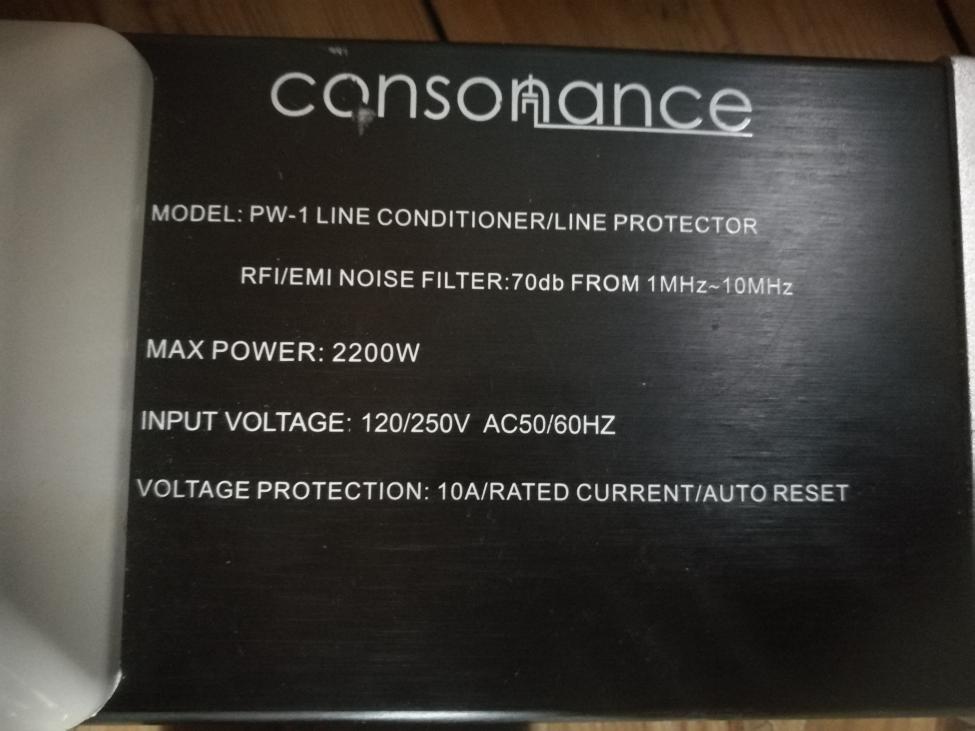 consonance
MODEL: PW-1 LINE CONDITIONER/LINE PROTECTOR
RFI/EMI NOISE FILTER:70db FROM 1MHz~10MHz
MAX POWER: 2200W
INPUT VOLTAGE: 120/250V AC50/60HZ
VOLTAGE PROTECTION: 10A/RATED CURRENT/AUTO RESET